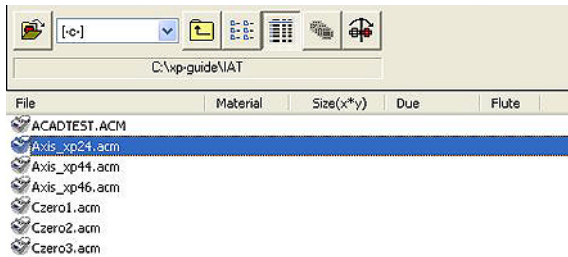 [-c-]
C:\xp-guide\IAT
File Material Size(x*y) Due Flute
ACADTEST.ACM
Axis_xp24.acm
Axis_xp44.acm
Axis_xp46.acm
Czero1.acm
Czero2.acm
Czero3.acm